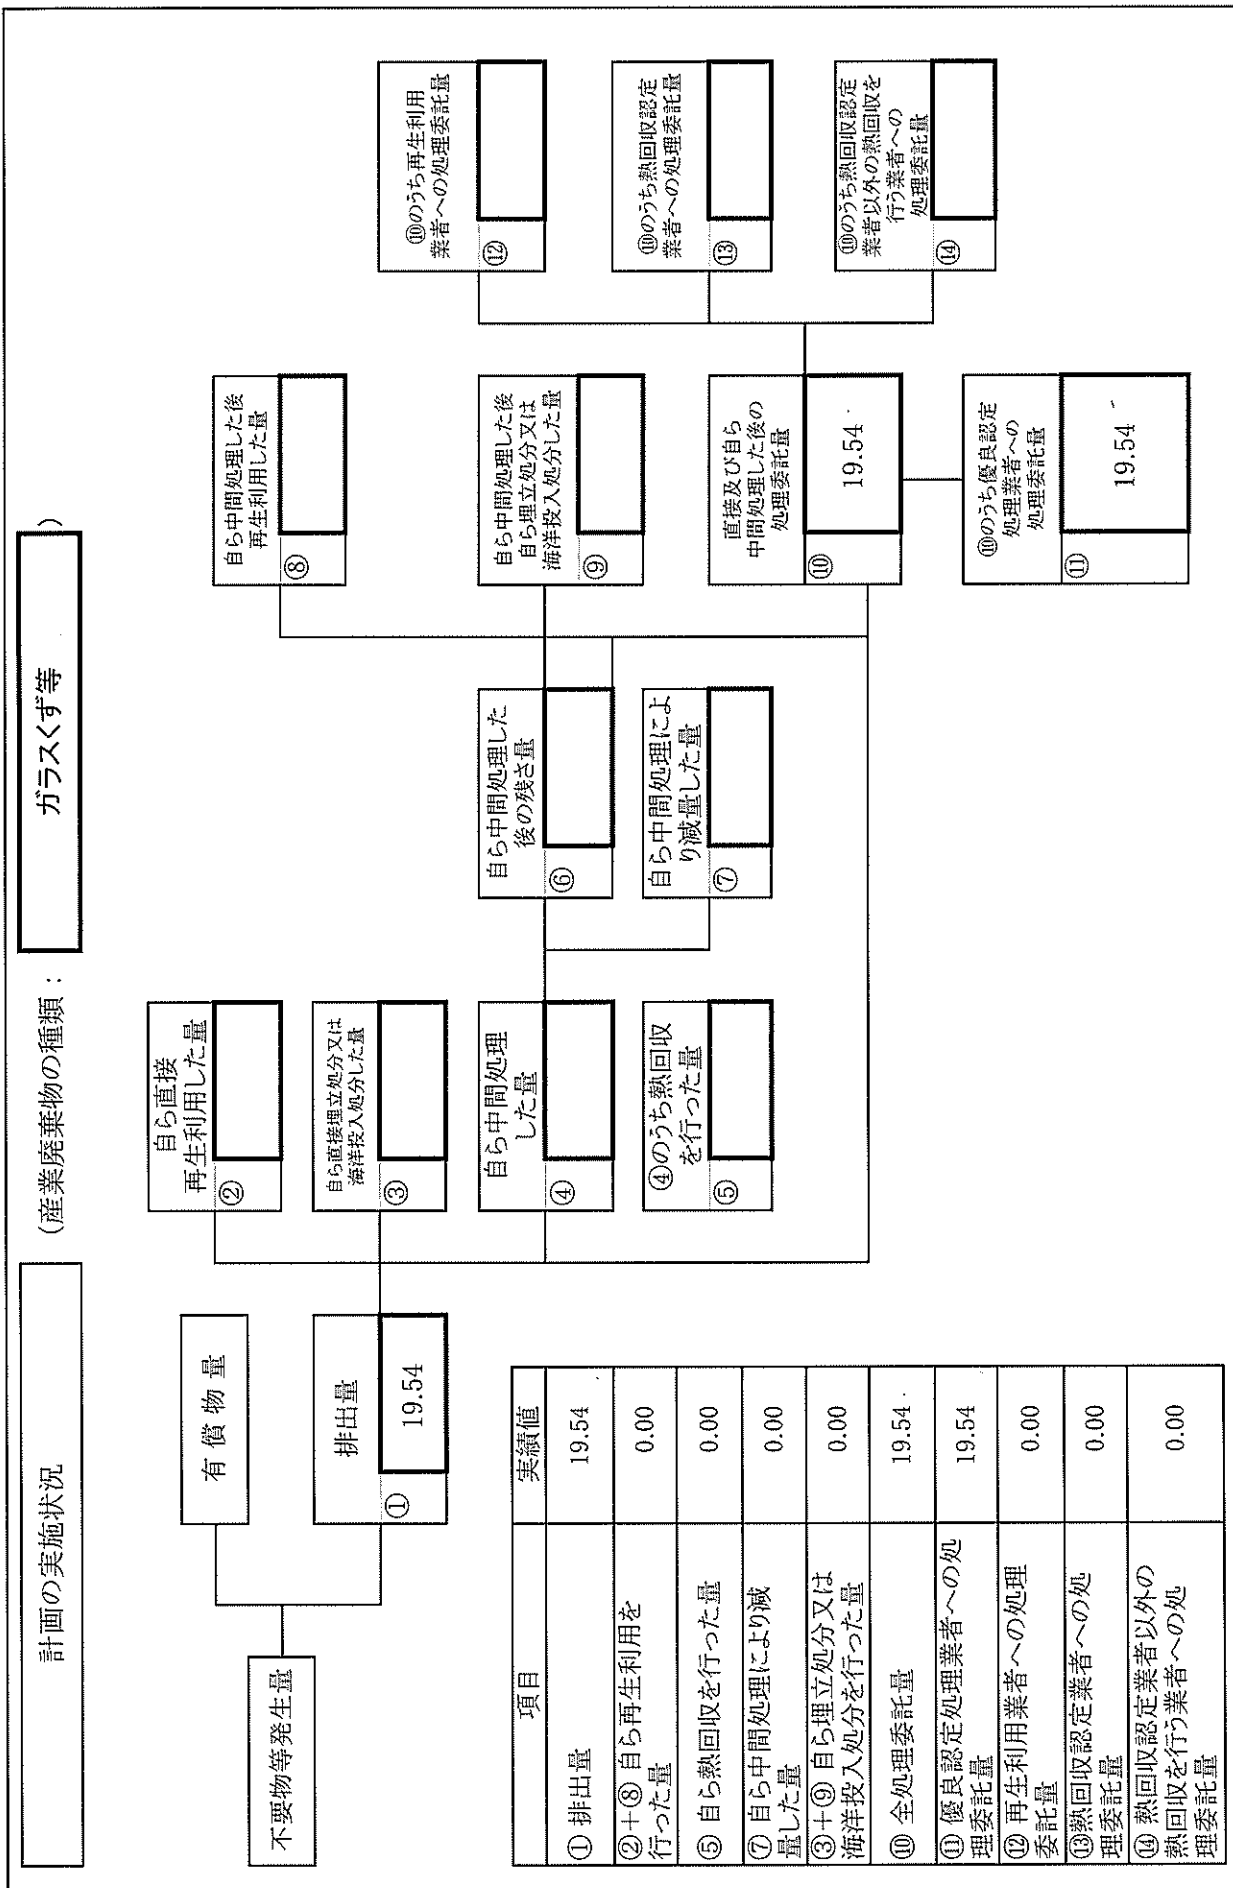 計画の実施状況
（産業廃棄物の種類：
ガラスくず等
）
不要物等発生量
有償物量
排出量
①
19.54
自ら直接
再生利用した量
②
自ら直接埋立処分又は
海洋投入処分した量
③
自ら中間処理
した量
④
④のうち熱回収
を行った量
⑤
自ら中間処理した
後の残さ量
⑥
自ら中間処理によ
り減量した量
⑦
自ら中間処理した後
再生利用した量
⑧
自ら中間処理した後
自ら埋立処分又は
海洋投入処分した量
⑨
直接及び自ら
中間処理した後の
処理委託量
⑩
19.54
⑩のうち優良認定
処理業者への
処理委託量
⑪
19.54
⑩のうち再生利用
業者への処理委託量
⑫
⑩のうち熱回収認定
業者への処理委託量
⑬
⑩のうち熱回収認定
業者以外の熱回収を
行う業者への
処理委託量
⑭
項目 実績値
① 排出量 19.54
②＋⑧ 自ら再生利用を
行った量 0.00
⑤ 自ら熱回収を行った量 0.00
⑦ 自ら中間処理により減
量した量 0.00
③＋⑨ 自ら埋立処分又は
海洋投入処分を行った量 0.00
⑩ 全処理委託量 19.54
⑪ 優良認定処理業者への処
理委託量 19.54
⑫ 再生利用業者への処理
委託量 0.00
⑬熱回収認定業者への処
理委託量 0.00
⑭ 熱回収認定業者以外の
熱回収を行う業者への処
理委託量 0.00